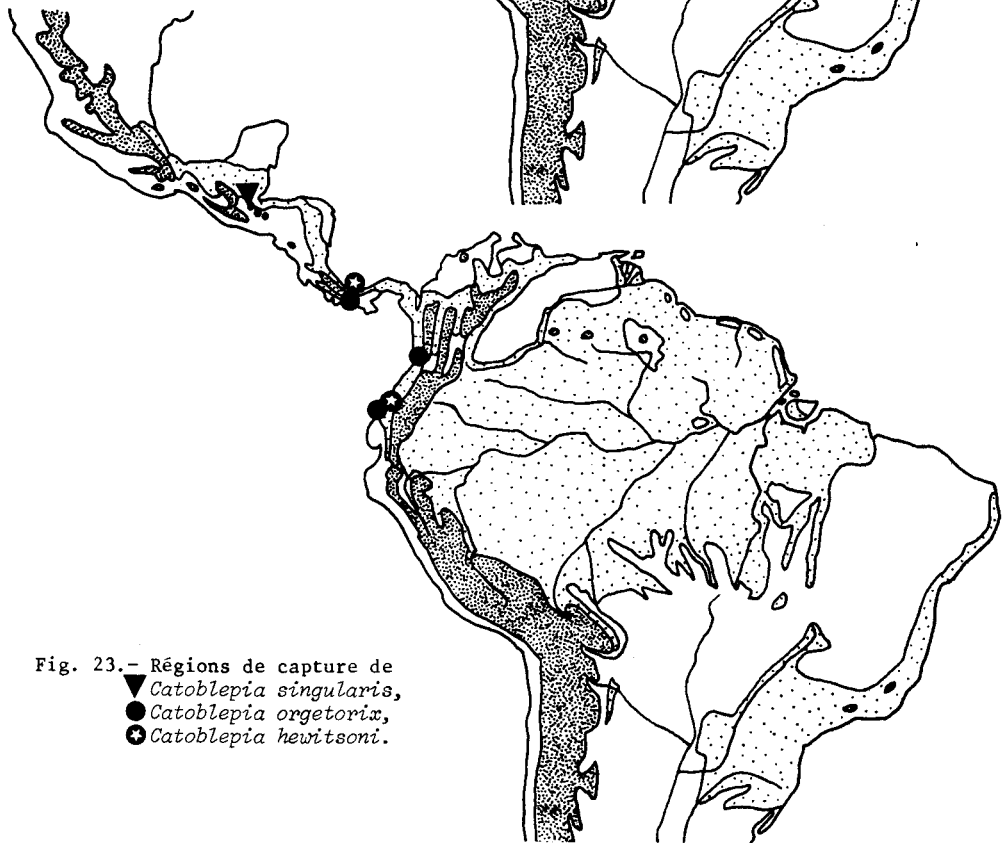 Fig. 23.- Régions de capture de
▼ Catoblepia singularis,
● Catoblepia orgetorix,
✪ Catoblepia hewitsoni.